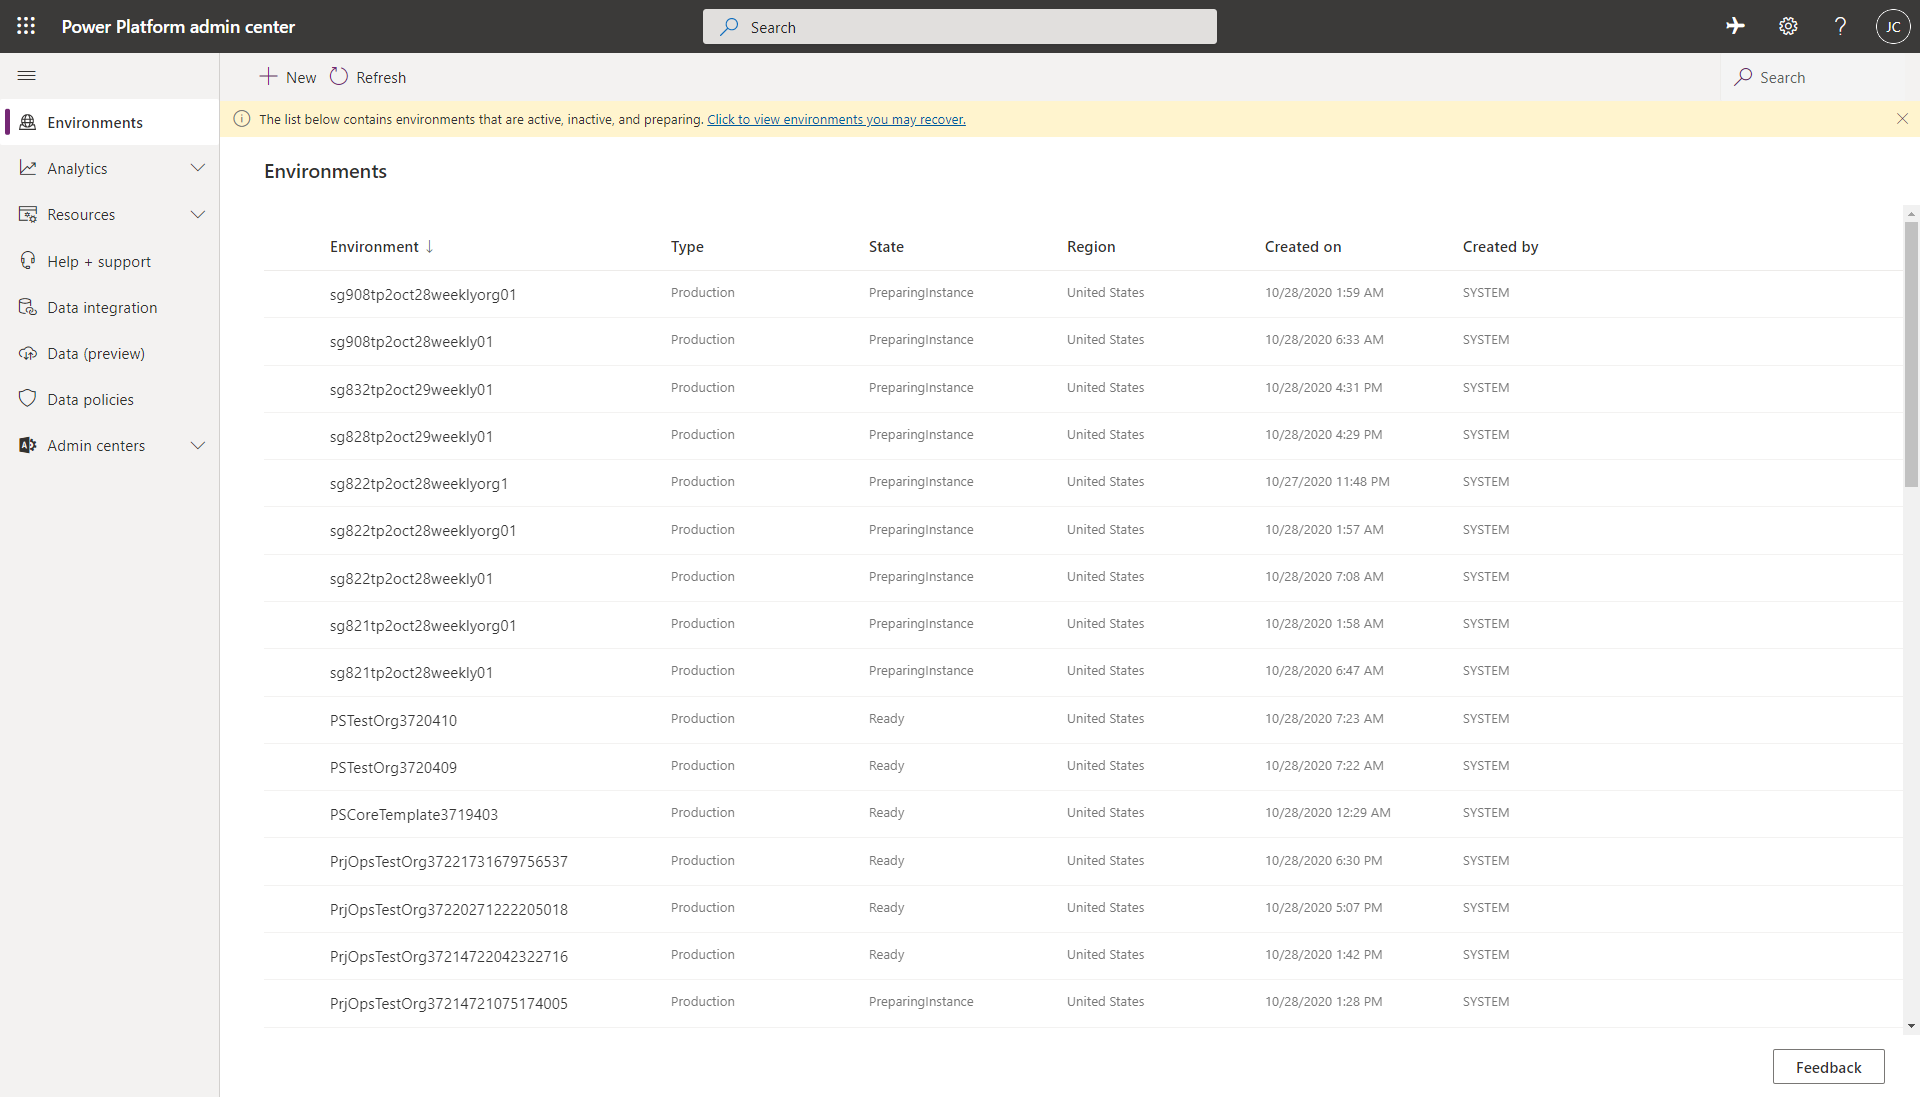 Power Platform admin center
Search
JC
New Refresh
Search
Environments
Analytics
Resources
Help + support
Data integration
Data (preview)
Data policies
Admin centers
The list below contains environments that are active, inactive, and preparing. Click to view environments you may recover.
Environments
Environment ↓ Type State Region Created on Created by
sg908tp2oct28weeklyorg01 Production PreparingInstance United States 10/28/2020 1:59 AM SYSTEM
sg908tp2oct28weekly01 Production PreparingInstance United States 10/28/2020 6:33 AM SYSTEM
sg832tp2oct29weekly01 Production PreparingInstance United States 10/28/2020 4:31 PM SYSTEM
sg828tp2oct29weekly01 Production PreparingInstance United States 10/28/2020 4:29 PM SYSTEM
sg822tp2oct28weeklyorg1 Production PreparingInstance United States 10/27/2020 11:48 PM SYSTEM
sg822tp2oct28weeklyorg01 Production PreparingInstance United States 10/28/2020 1:57 AM SYSTEM
sg822tp2oct28weekly01 Production PreparingInstance United States 10/28/2020 7:08 AM SYSTEM
sg821tp2oct28weeklyorg01 Production PreparingInstance United States 10/28/2020 1:58 AM SYSTEM
sg821tp2oct28weekly01 Production PreparingInstance United States 10/28/2020 6:47 AM SYSTEM
PSTestOrg3720410 Production Ready United States 10/28/2020 7:23 AM SYSTEM
PSTestOrg3720409 Production Ready United States 10/28/2020 7:22 AM SYSTEM
PSCoreTemplate3719403 Production Ready United States 10/28/2020 12:29 AM SYSTEM
PrjOpsTestOrg37221731679756537 Production Ready United States 10/28/2020 6:30 PM SYSTEM
PrjOpsTestOrg37220271222205018 Production Ready United States 10/28/2020 5:07 PM SYSTEM
PrjOpsTestOrg37214722042322716 Production Ready United States 10/28/2020 1:42 PM SYSTEM
PrjOpsTestOrg37214721075174005 Production PreparingInstance United States 10/28/2020 1:28 PM SYSTEM
Feedback